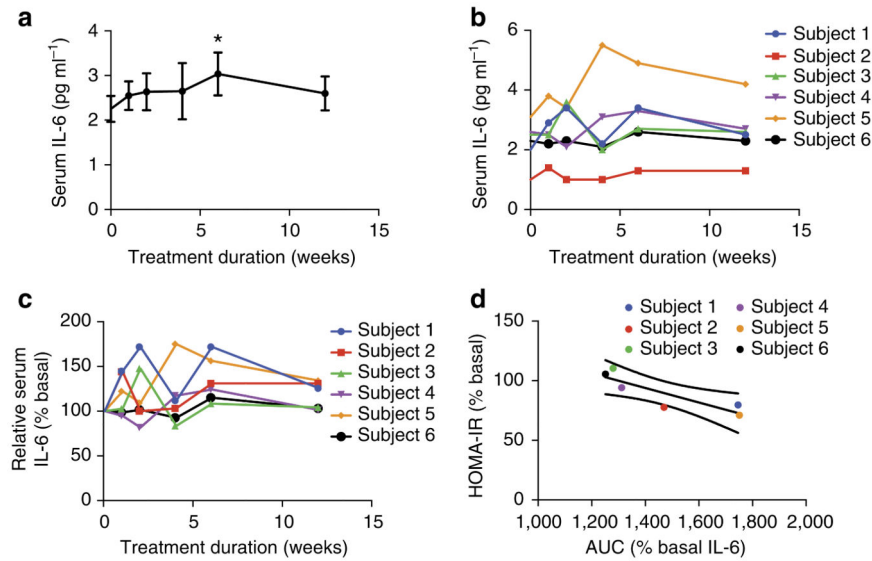 a
Serum IL-6 (pg ml⁻¹)
4
3
2
1
0
*
0
5
10
15
Treatment duration (weeks)
b
Serum IL-6 (pg ml⁻¹)
6
4
2
0
0
5
10
15
Treatment duration (weeks)
Subject 1
Subject 2
Subject 3
Subject 4
Subject 5
Subject 6
c
Relative serum
IL-6 (% basal)
200
150
100
50
0
0
5
10
15
Treatment duration (weeks)
Subject 1
Subject 2
Subject 3
Subject 4
Subject 5
Subject 6
d
HOMA-IR (% basal)
150
100
50
0
Subject 1
Subject 2
Subject 3
Subject 4
Subject 5
Subject 6
1,000
1,200
1,400
1,600
1,800
2,000
AUC (% basal IL-6)